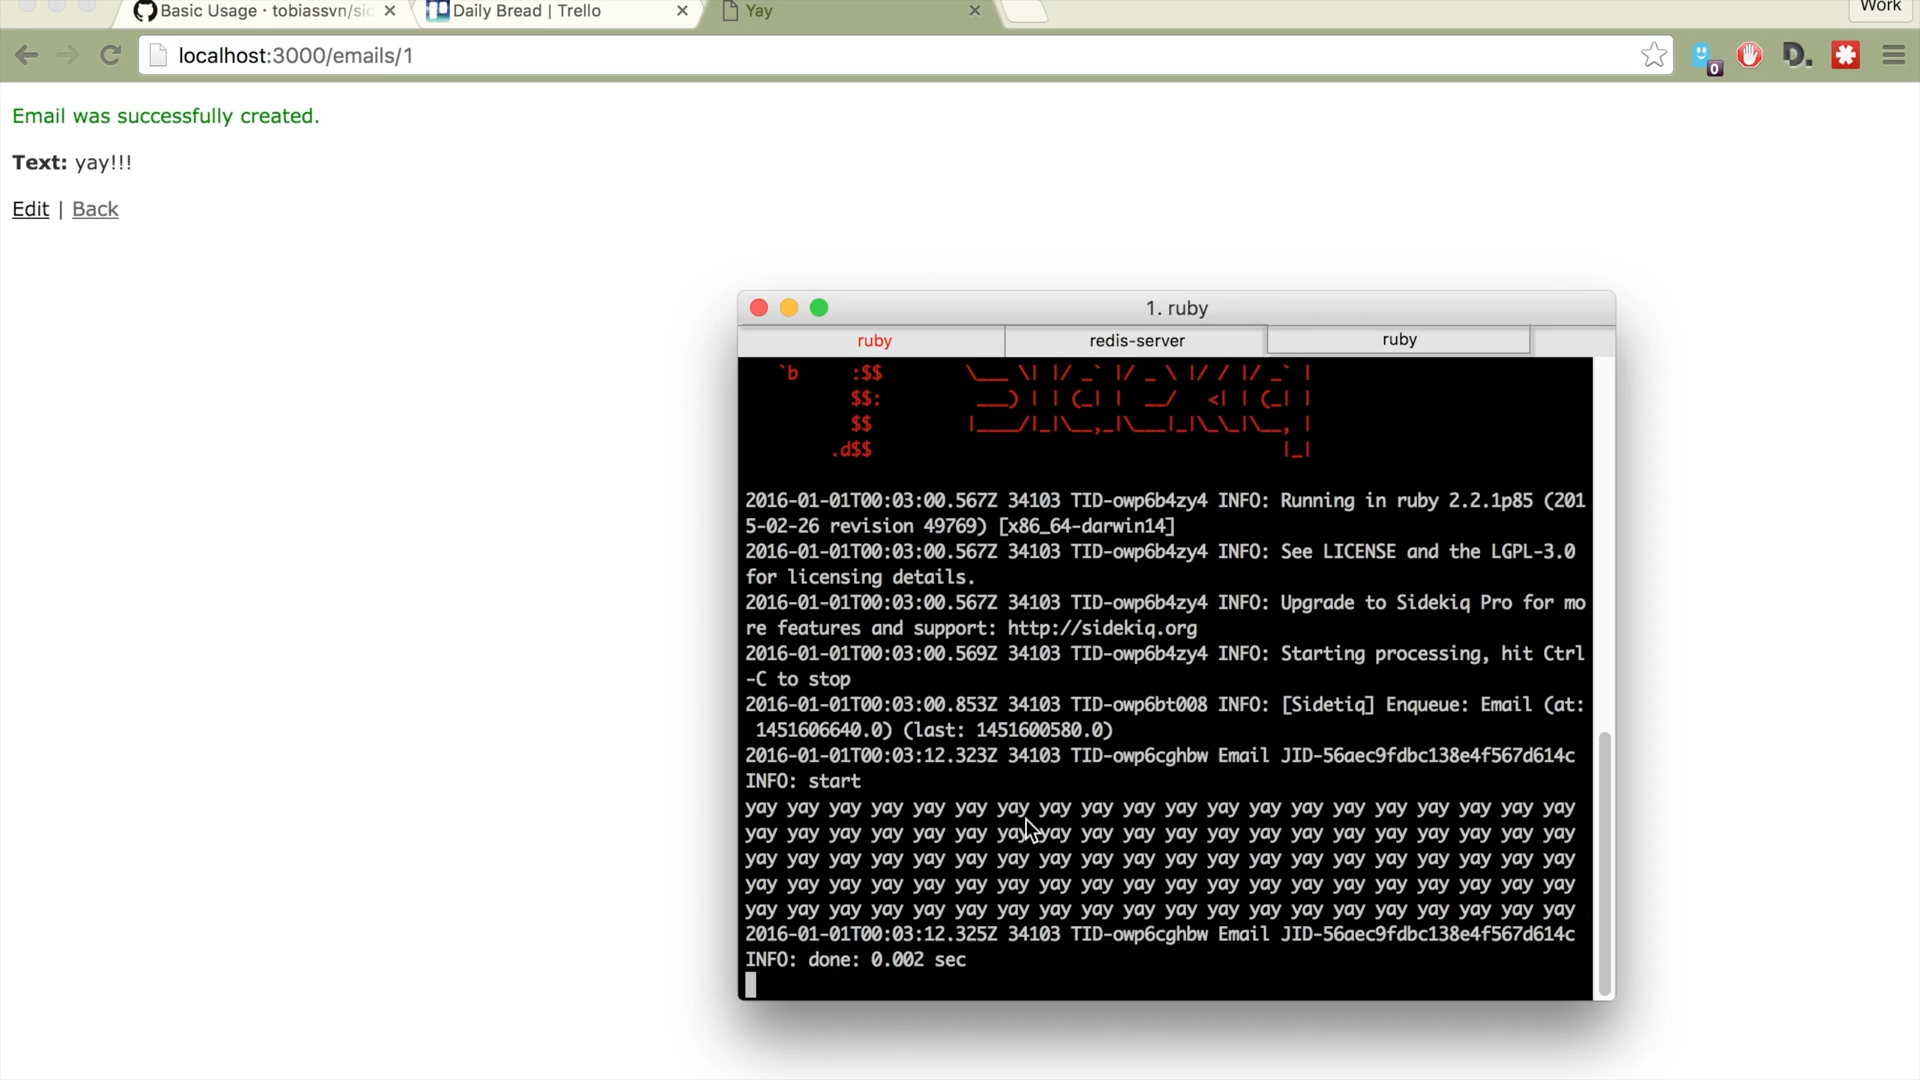 Basic Usage · tobiassvn/sid
Daily Bread | Trello
Yay
Work
localhost:3000/emails/1
0
D.
Email was successfully created.
Text: yay!!!
Edit | Back
1. ruby
ruby
redis-server
ruby
`b :$$ \___ \| |/ _` |/ _ \ |/ / |/ _` |
$$: ___) | | (_| | __/ <| | (_| |
$$ |____/|_|\__,_|\___|_|\_\_|\__, |
.d$$ |_|
2016-01-01T00:03:00.567Z 34103 TID-owp6b4zy4 INFO: Running in ruby 2.2.1p85 (201
5-02-26 revision 49769) [x86_64-darwin14]
2016-01-01T00:03:00.567Z 34103 TID-owp6b4zy4 INFO: See LICENSE and the LGPL-3.0
for licensing details.
2016-01-01T00:03:00.567Z 34103 TID-owp6b4zy4 INFO: Upgrade to Sidekiq Pro for mo
re features and support: http://sidekiq.org
2016-01-01T00:03:00.569Z 34103 TID-owp6b4zy4 INFO: Starting processing, hit Ctrl
-C to stop
2016-01-01T00:03:00.853Z 34103 TID-owp6bt008 INFO: [Sidetiq] Enqueue: Email (at:
1451606640.0) (last: 1451600580.0)
2016-01-01T00:03:12.323Z 34103 TID-owp6cghbw Email JID-56aec9fdbc138e4f567d614c
INFO: start
yay yay yay yay yay yay yay yay yay yay yay yay yay yay yay yay yay yay yay yay
yay yay yay yay yay yay yay yay yay yay yay yay yay yay yay yay yay yay yay yay
yay yay yay yay yay yay yay yay yay yay yay yay yay yay yay yay yay yay yay yay
yay yay yay yay yay yay yay yay yay yay yay yay yay yay yay yay yay yay yay yay
yay yay yay yay yay yay yay yay yay yay yay yay yay yay yay yay yay yay yay yay
2016-01-01T00:03:12.325Z 34103 TID-owp6cghbw Email JID-56aec9fdbc138e4f567d614c
INFO: done: 0.002 sec